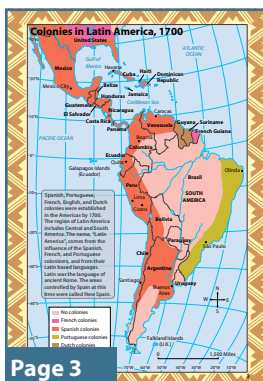 Colonies in Latin America, 1700
United States
ATLANTIC
OCEAN
Gulf of
Mexico
Mexico
Havana
Cuba
Haiti
Dominican
Republic
Mexico City
Belize
Jamaica
Honduras
Caribbean Sea
Guatemala
Nicaragua
El Salvador
Caracas
Costa Rica
Venezuela
Guyana
Suriname
Panama
French Guiana
Bogotá
PACIFIC OCEAN
Colombia
Ecuador
Quito
Galapagos Islands
(Ecuador)
Olinda
Peru
Brazil
Lima
SOUTH
AMERICA
Cuzco
Spanish, Portuguese,
French, English, and Dutch
colonies were established
in the Americas by 1700.
The region of Latin America
includes Central and South
America. The name, "Latin
America", comes from the
influence of the Spanish,
French, and Portuguese
colonizers, and from their
Latin based languages.
Latin was the language of
ancient Rome. The areas
controlled by Spain at this
time were called New Spain.
Bolivia
Paraguay
São Paulo
Chile
Argentina
Santiago
Buenos
Aires
Uruguay
N
W
E
S
No colonies
French colonies
Spanish colonies
Portuguese colonies
Dutch colonies
Falkland Islands
(U.K.)
0
1,500 Miles
Page 3